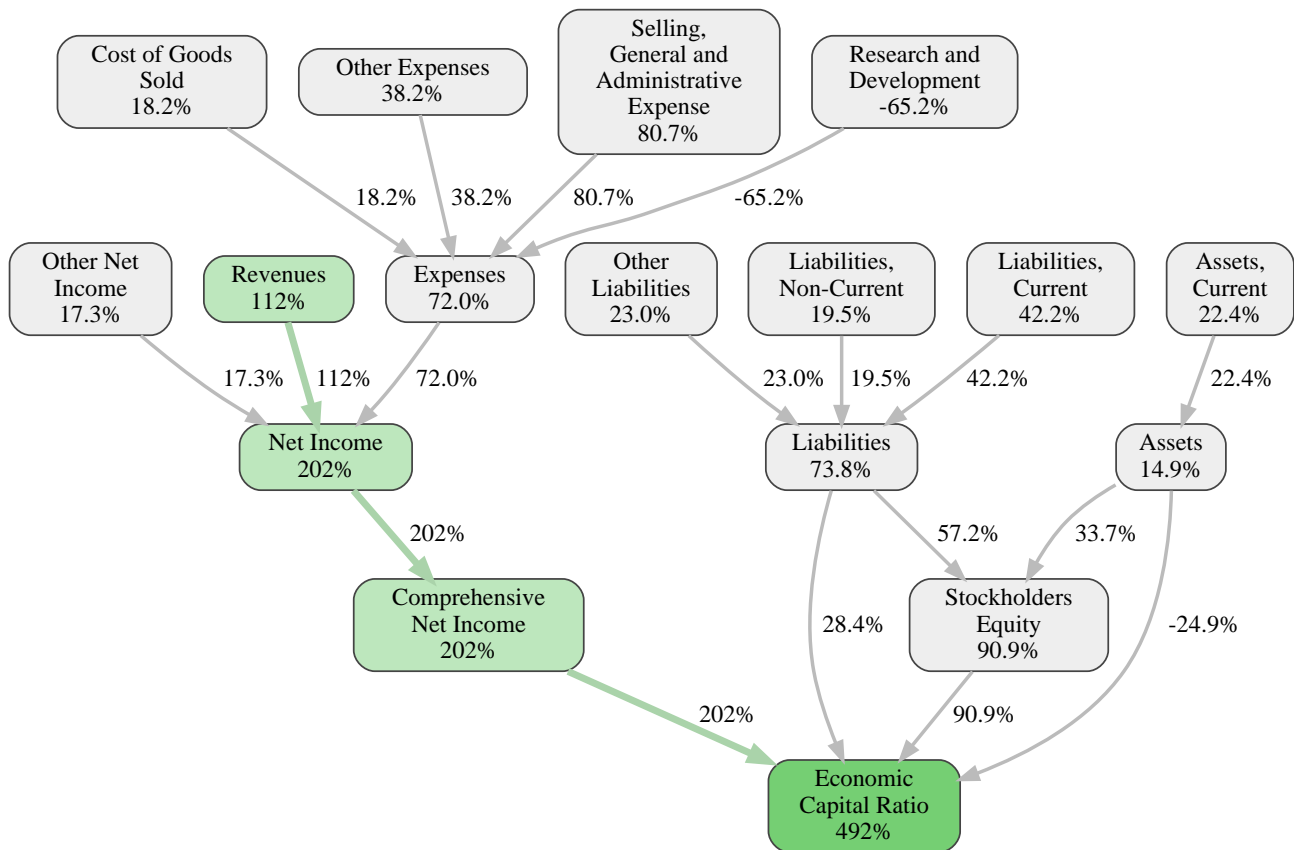 Cost of Goods
Sold
18.2%
Other Expenses
38.2%
Selling,
General and
Administrative
Expense
80.7%
Research and
Development
-65.2%
18.2%
38.2%
80.7%
-65.2%
Other Net
Income
17.3%
Revenues
112%
Expenses
72.0%
Other
Liabilities
23.0%
Liabilities,
Non-Current
19.5%
Liabilities,
Current
42.2%
Assets,
Current
22.4%
17.3%
112%
72.0%
23.0%
19.5%
42.2%
22.4%
Net Income
202%
Liabilities
73.8%
Assets
14.9%
202%
57.2%
33.7%
Comprehensive
Net Income
202%
28.4%
Stockholders
Equity
90.9%
-24.9%
202%
90.9%
Economic
Capital Ratio
492%